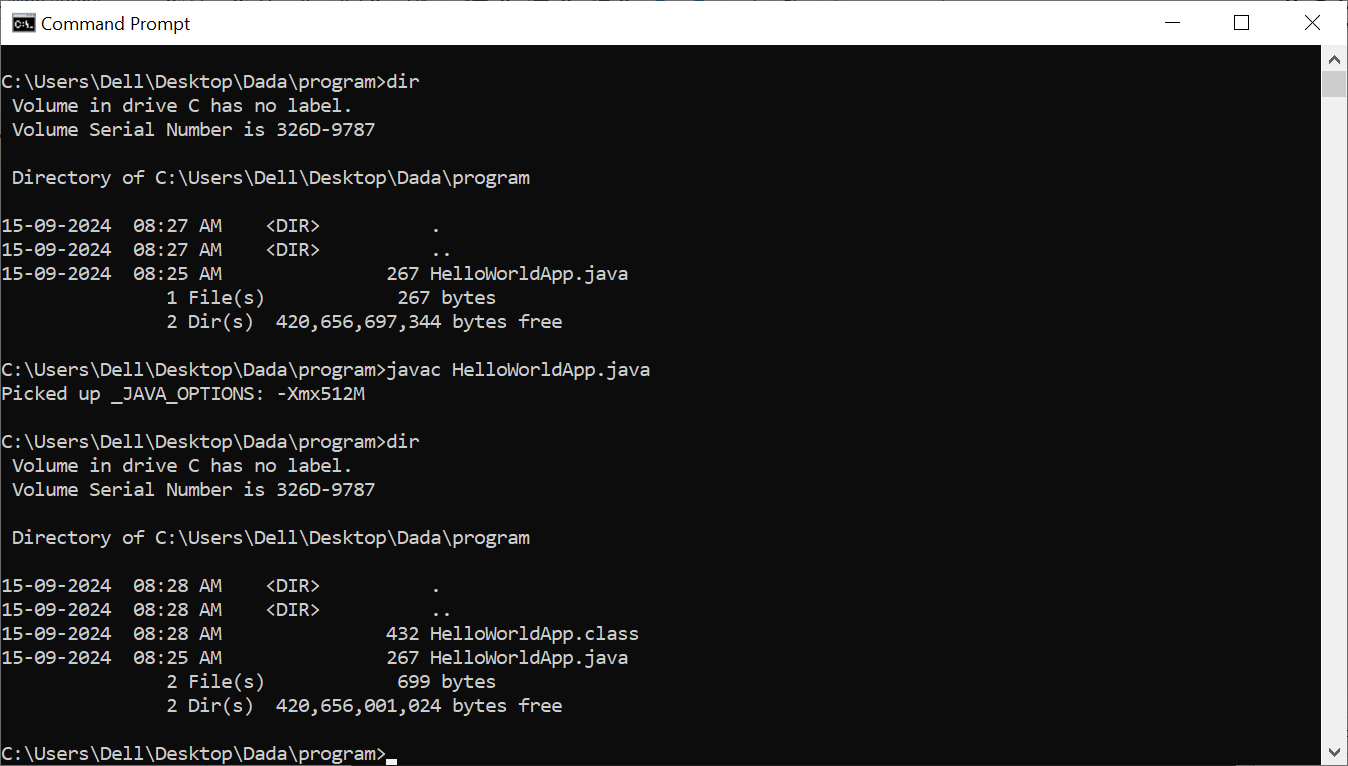 Command Prompt
C:\Users\Dell\Desktop\Dada\program>dir
 Volume in drive C has no label.
 Volume Serial Number is 326D-9787
 Directory of C:\Users\Dell\Desktop\Dada\program
15-09-2024  08:27 AM    <DIR>          .
15-09-2024  08:27 AM    <DIR>          ..
15-09-2024  08:25 AM               267 HelloWorldApp.java
               1 File(s)            267 bytes
               2 Dir(s)  420,656,697,344 bytes free
C:\Users\Dell\Desktop\Dada\program>javac HelloWorldApp.java
Picked up _JAVA_OPTIONS: -Xmx512M
C:\Users\Dell\Desktop\Dada\program>dir
 Volume in drive C has no label.
 Volume Serial Number is 326D-9787
 Directory of C:\Users\Dell\Desktop\Dada\program
15-09-2024  08:28 AM    <DIR>          .
15-09-2024  08:28 AM    <DIR>          ..
15-09-2024  08:28 AM               432 HelloWorldApp.class
15-09-2024  08:25 AM               267 HelloWorldApp.java
               2 File(s)            699 bytes
               2 Dir(s)  420,656,001,024 bytes free
C:\Users\Dell\Desktop\Dada\program>